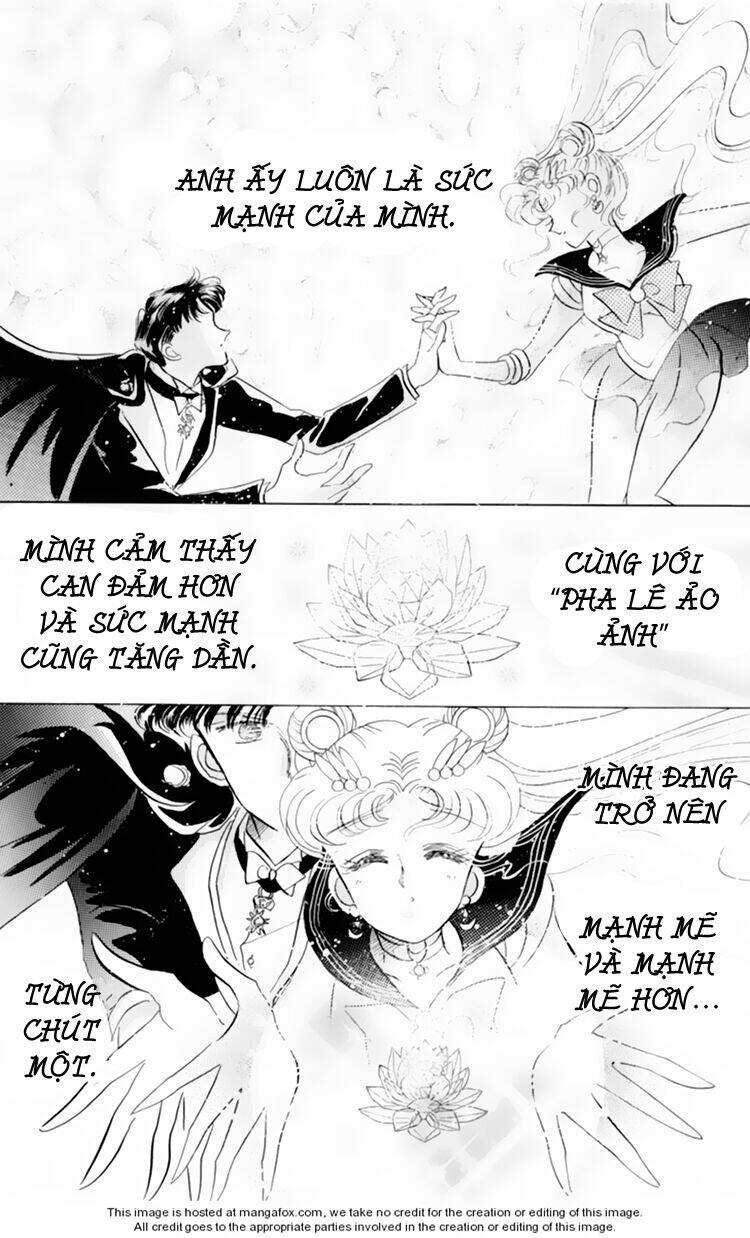 ANH ẤY LUÔN LÀ SỨC
MẠNH CỦA MÌNH.
MÌNH CẢM THẤY
CAN ĐẢM HƠN
VÀ SỨC MẠNH
CŨNG TĂNG DẦN.
CÙNG VỚI
"PHA LÊ ẢO
ẢNH"
MÌNH ĐANG
TRỞ NÊN
MẠNH MẼ
VÀ MẠNH
MẼ HƠN...
TỪNG
CHÚT
MỘT.
This image is hosted at mangafox.com, we take no credit for the creation or editing of this image.
All credit goes to the appropriate parties involved in the creation or editing of this image.